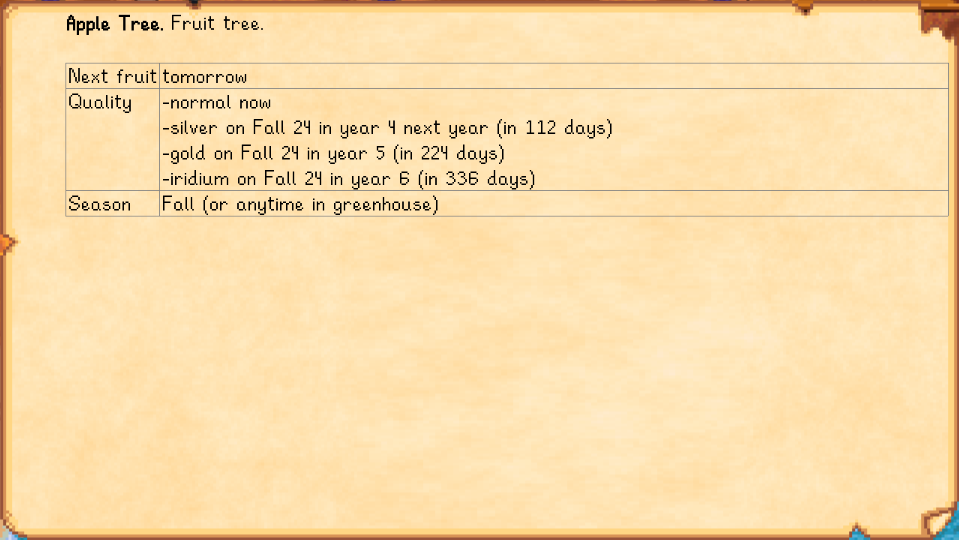 Apple Tree. Fruit tree.
Next fruit tomorrow
Quality -normal now
-silver on Fall 24 in year 4 next year (in 112 days)
-gold on Fall 24 in year 5 (in 224 days)
-iridium on Fall 24 in year 6 (in 336 days)
Season Fall (or anytime in greenhouse)